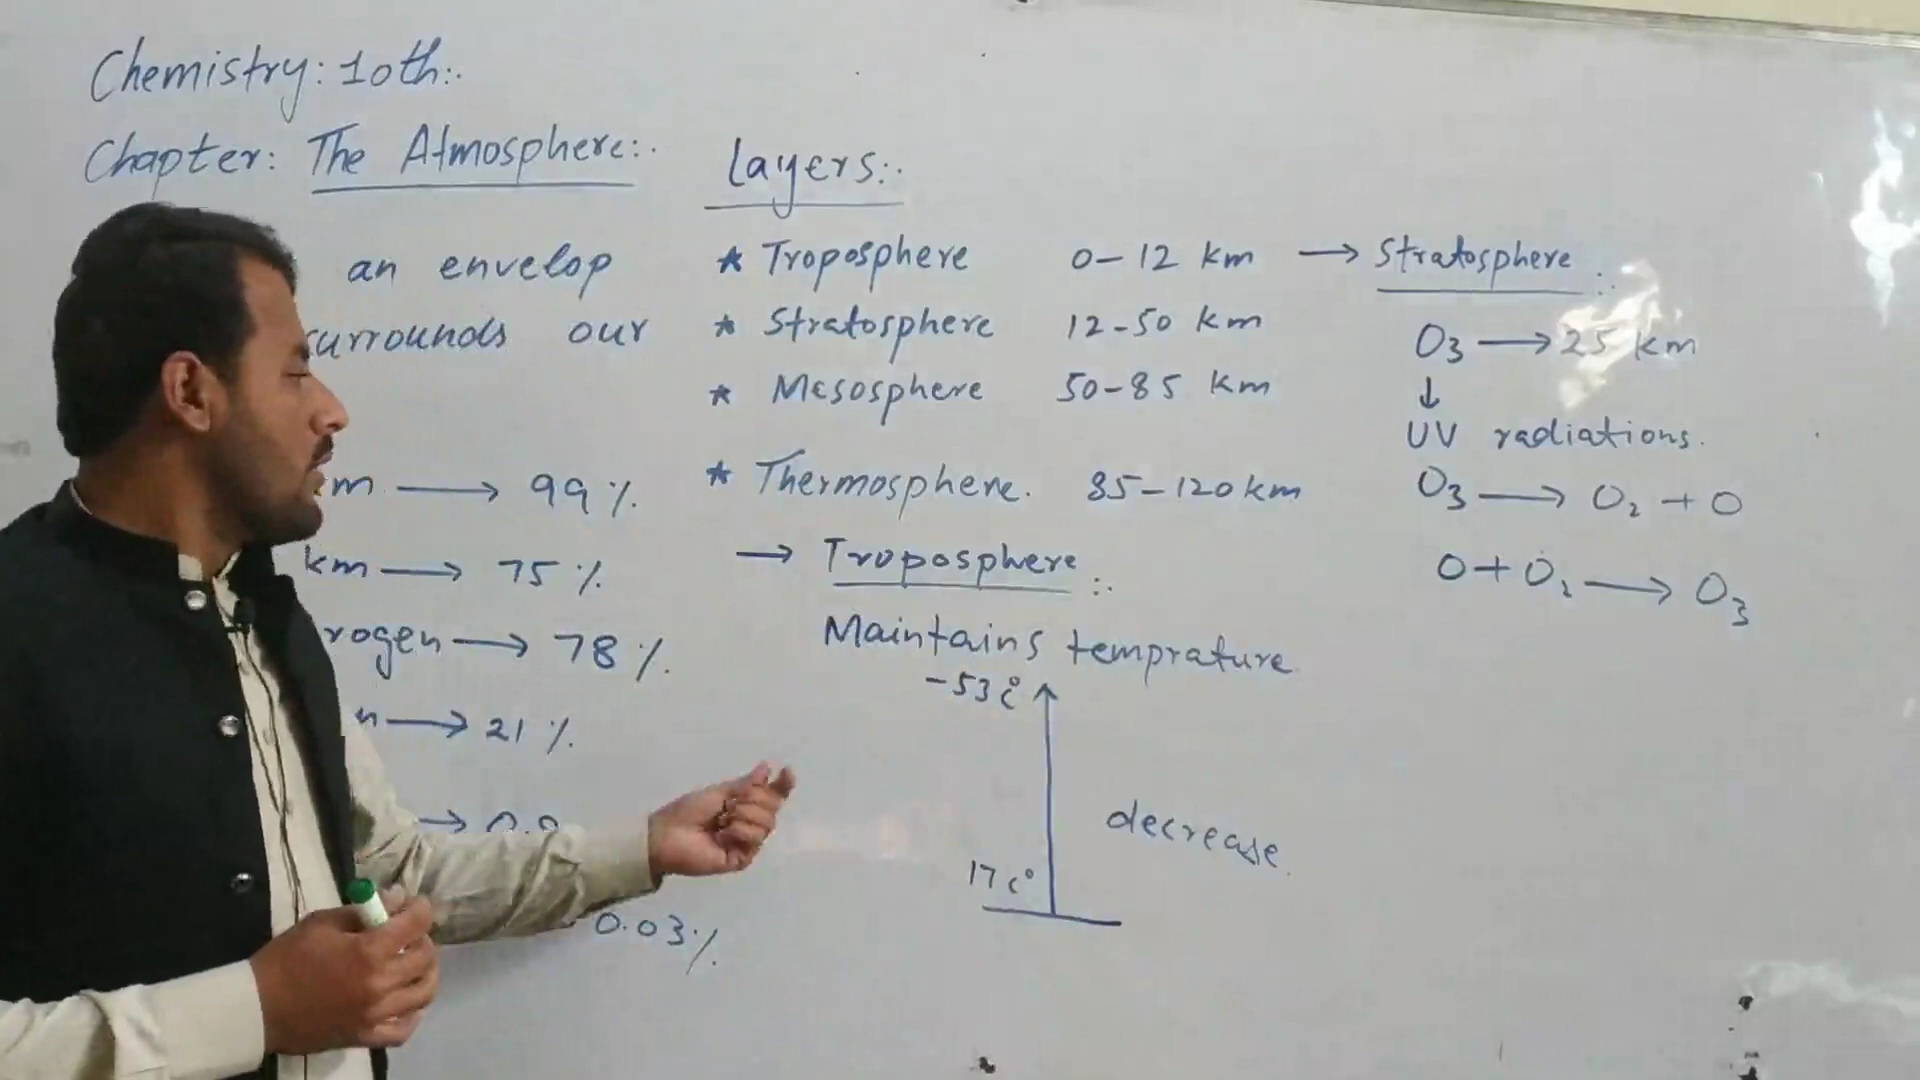 Chemistry: 10th:.
Chapter: The Atmosphere:.
an envelop
surrounds our
km → 99 %.
km → 75 %.
rogen → 78 %.
n → 21 %.
→
0.03 %.
Layers:.
* Troposphere 0-12 km
* Stratosphere 12-50 km
* Mesosphere 50-85 km
* Thermosphere. 85-120 km
→ Troposphere :.
Maintains temprature
-53 c°
decrease.
17 c°
→ Stratosphere :.
O3 → 25 km
↓
UV radiations.
O3 → O2 + O
O + O2 → O3